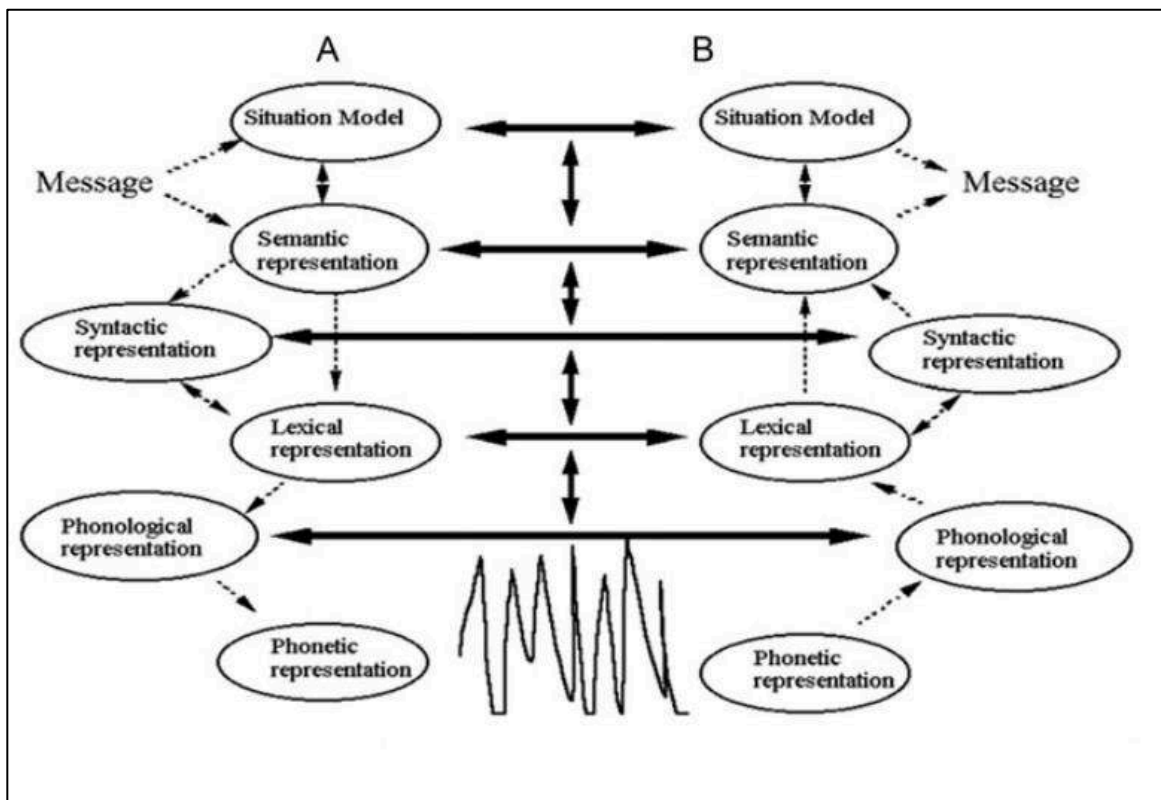 A
B
Situation Model
Situation Model
Message
Message
Semantic
representation
Semantic
representation
Syntactic
representation
Syntactic
representation
Lexical
representation
Lexical
representation
Phonological
representation
Phonological
representation
Phonetic
representation
Phonetic
representation